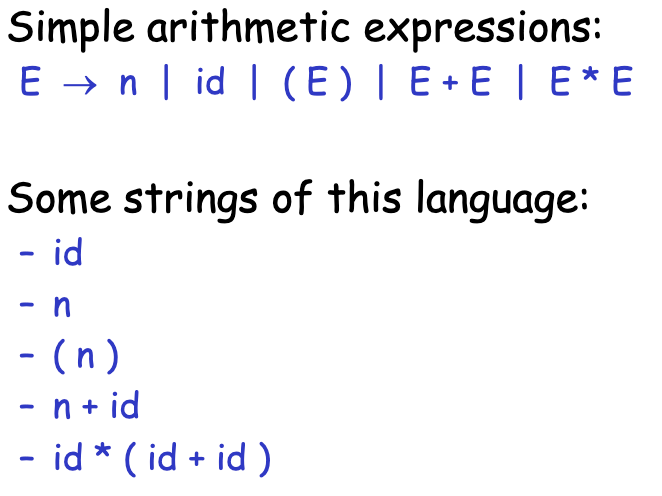 Simple arithmetic expressions:
E → n | id | ( E ) | E + E | E * E
Some strings of this language:
– id
– n
– ( n )
– n + id
– id * ( id + id )